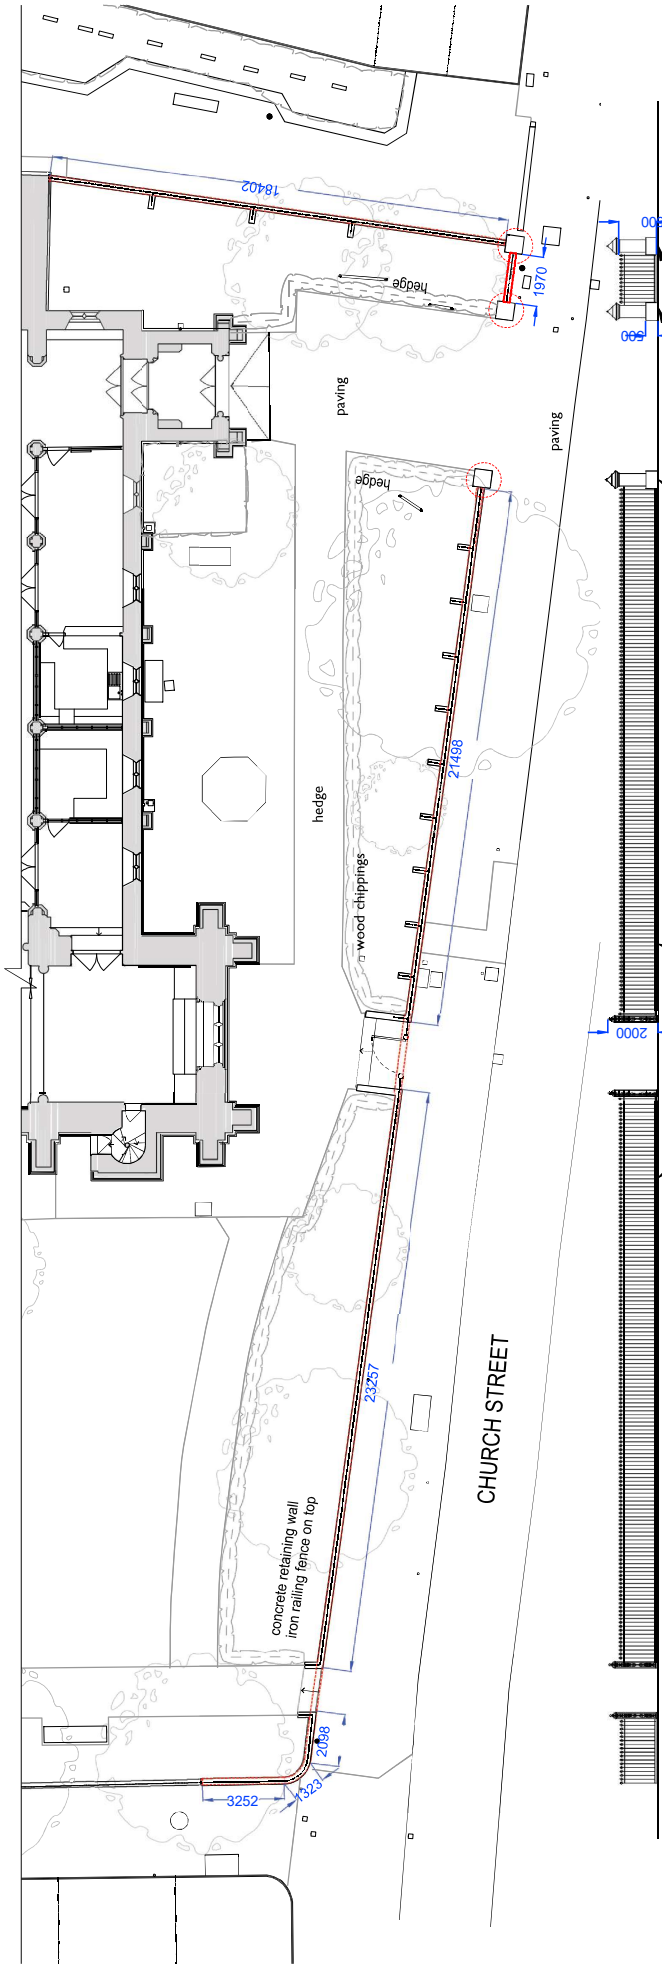 18402
hedge
1970
paving
paving
hedge
500
21498
hedge
wood chippings
2000
23257
CHURCH STREET
concrete retaining wall
iron railing fence on top
2098
1323
3252